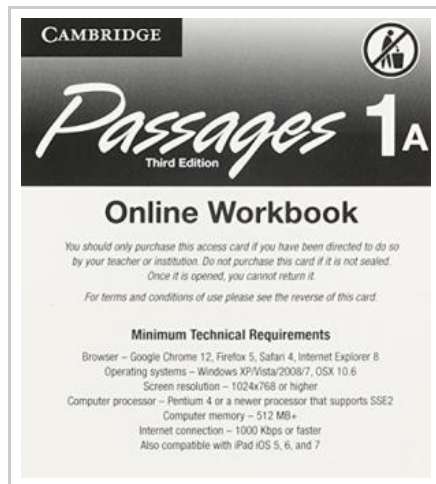 CAMBRIDGE
Passages 1A
Third Edition
Online Workbook
You should only purchase this access card if you have been directed to do so
by your teacher or institution. Do not purchase this card if it is not sealed.
Once it is opened, you cannot return it.
For terms and conditions of use please see the reverse of this card.
Minimum Technical Requirements
Browser – Google Chrome 12, Firefox 5, Safari 4, Internet Explorer 8
Operating systems – Windows XP/Vista/2008/7, OSX 10.6
Screen resolution – 1024x768 or higher
Computer processor – Pentium 4 or a newer processor that supports SSE2
Computer memory – 512 MB+
Internet connection – 1000 Kbps or faster
Also compatible with iPad iOS 5, 6, and 7